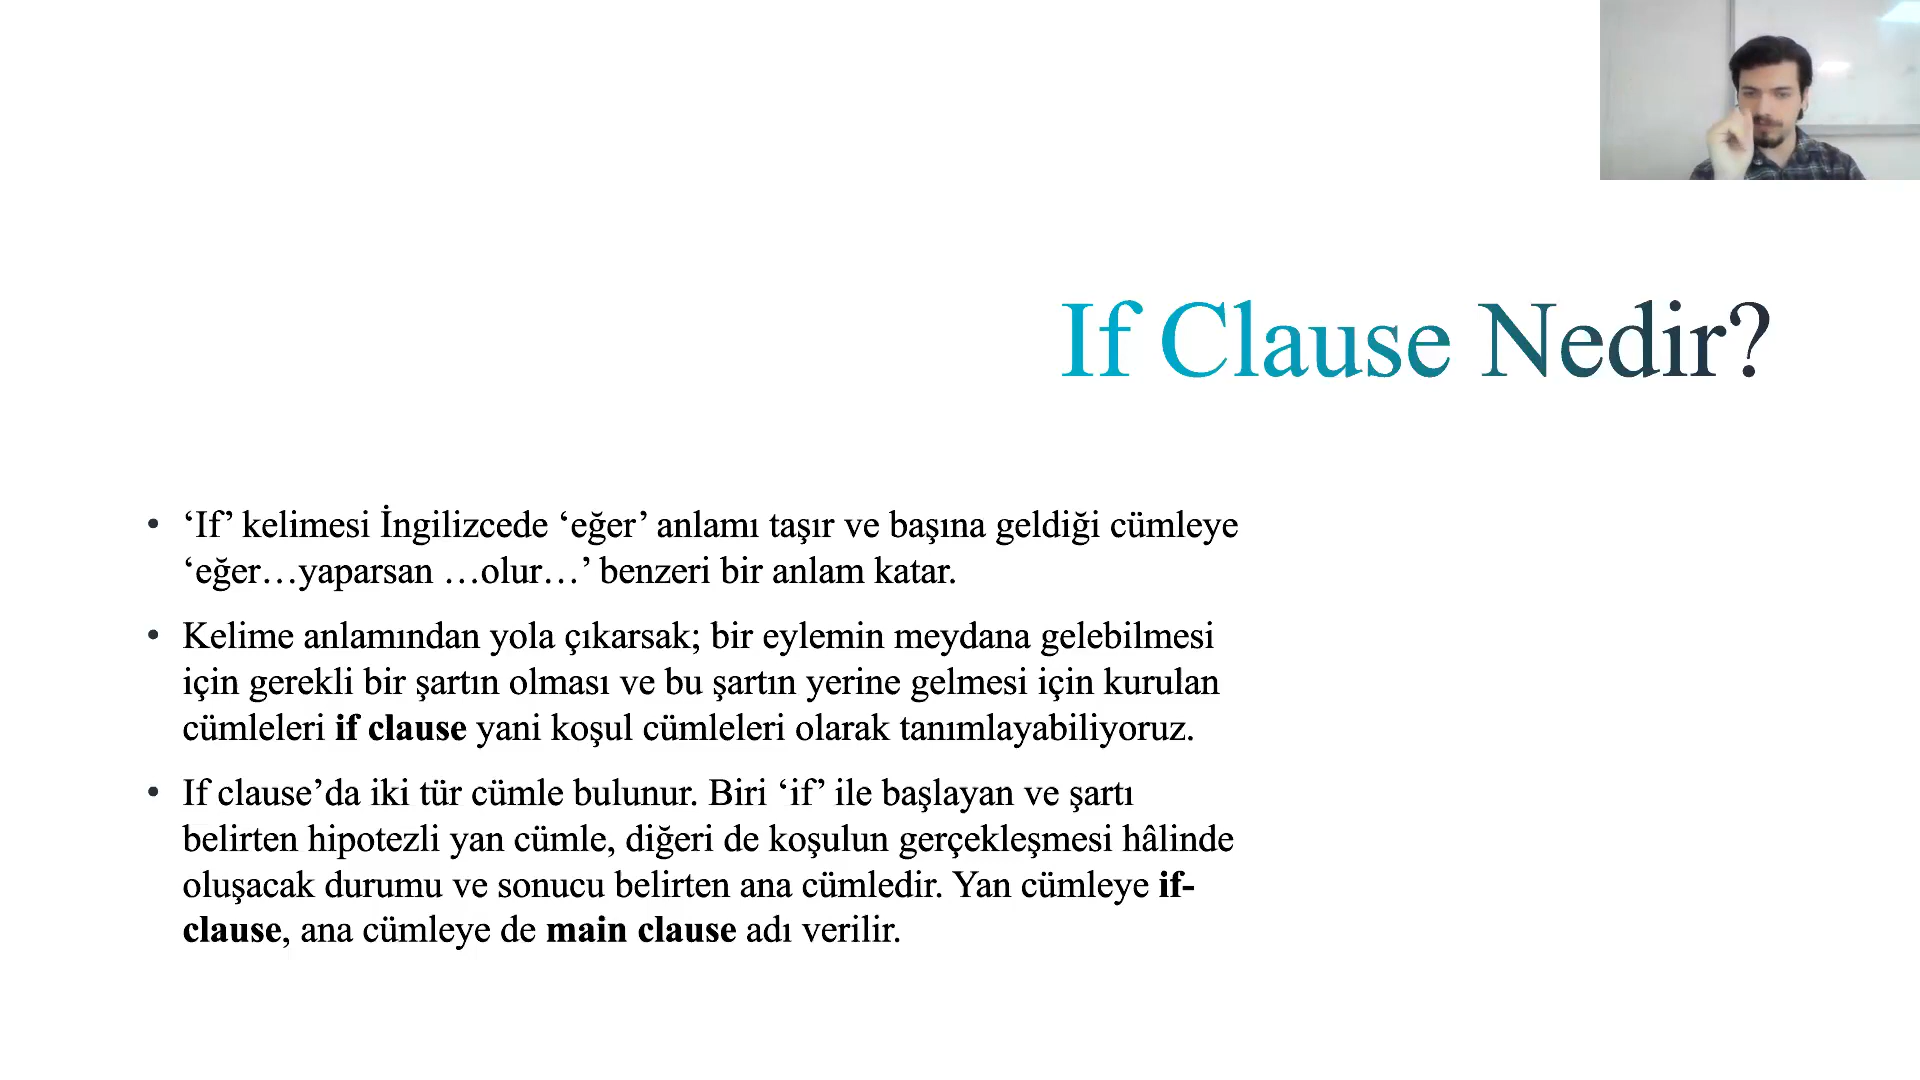 If Clause Nedir?
• ‘If’ kelimesi İngilizcede ‘eğer’ anlamı taşır ve başına geldiği cümleye
‘eğer…yaparsan …olur…’ benzeri bir anlam katar.
• Kelime anlamından yola çıkarsak; bir eylemin meydana gelebilmesi
için gerekli bir şartın olması ve bu şartın yerine gelmesi için kurulan
cümleleri if clause yani koşul cümleleri olarak tanımlayabiliyoruz.
• If clause’da iki tür cümle bulunur. Biri ‘if’ ile başlayan ve şartı
belirten hipotezli yan cümle, diğeri de koşulun gerçekleşmesi hâlinde
oluşacak durumu ve sonucu belirten ana cümledir. Yan cümleye if-
clause, ana cümleye de main clause adı verilir.